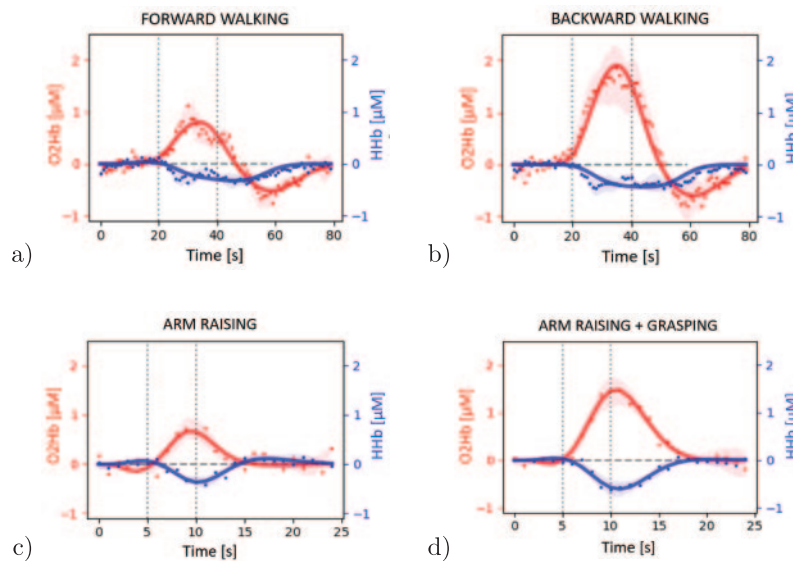 FORWARD WALKING
2
1
0
−1
O2Hb [μM]
2
1
0
−1
HHb [μM]
0 20 40 60 80
Time [s]
a)
BACKWARD WALKING
2
1
0
−1
O2Hb [μM]
2
1
0
−1
HHb [μM]
0 20 40 60 80
Time [s]
b)
ARM RAISING
2
1
0
−1
O2Hb [μM]
2
1
0
−1
HHb [μM]
0 5 10 15 20 25
Time [s]
c)
ARM RAISING + GRASPING
2
1
0
−1
O2Hb [μM]
2
1
0
−1
HHb [μM]
0 5 10 15 20 25
Time [s]
d)